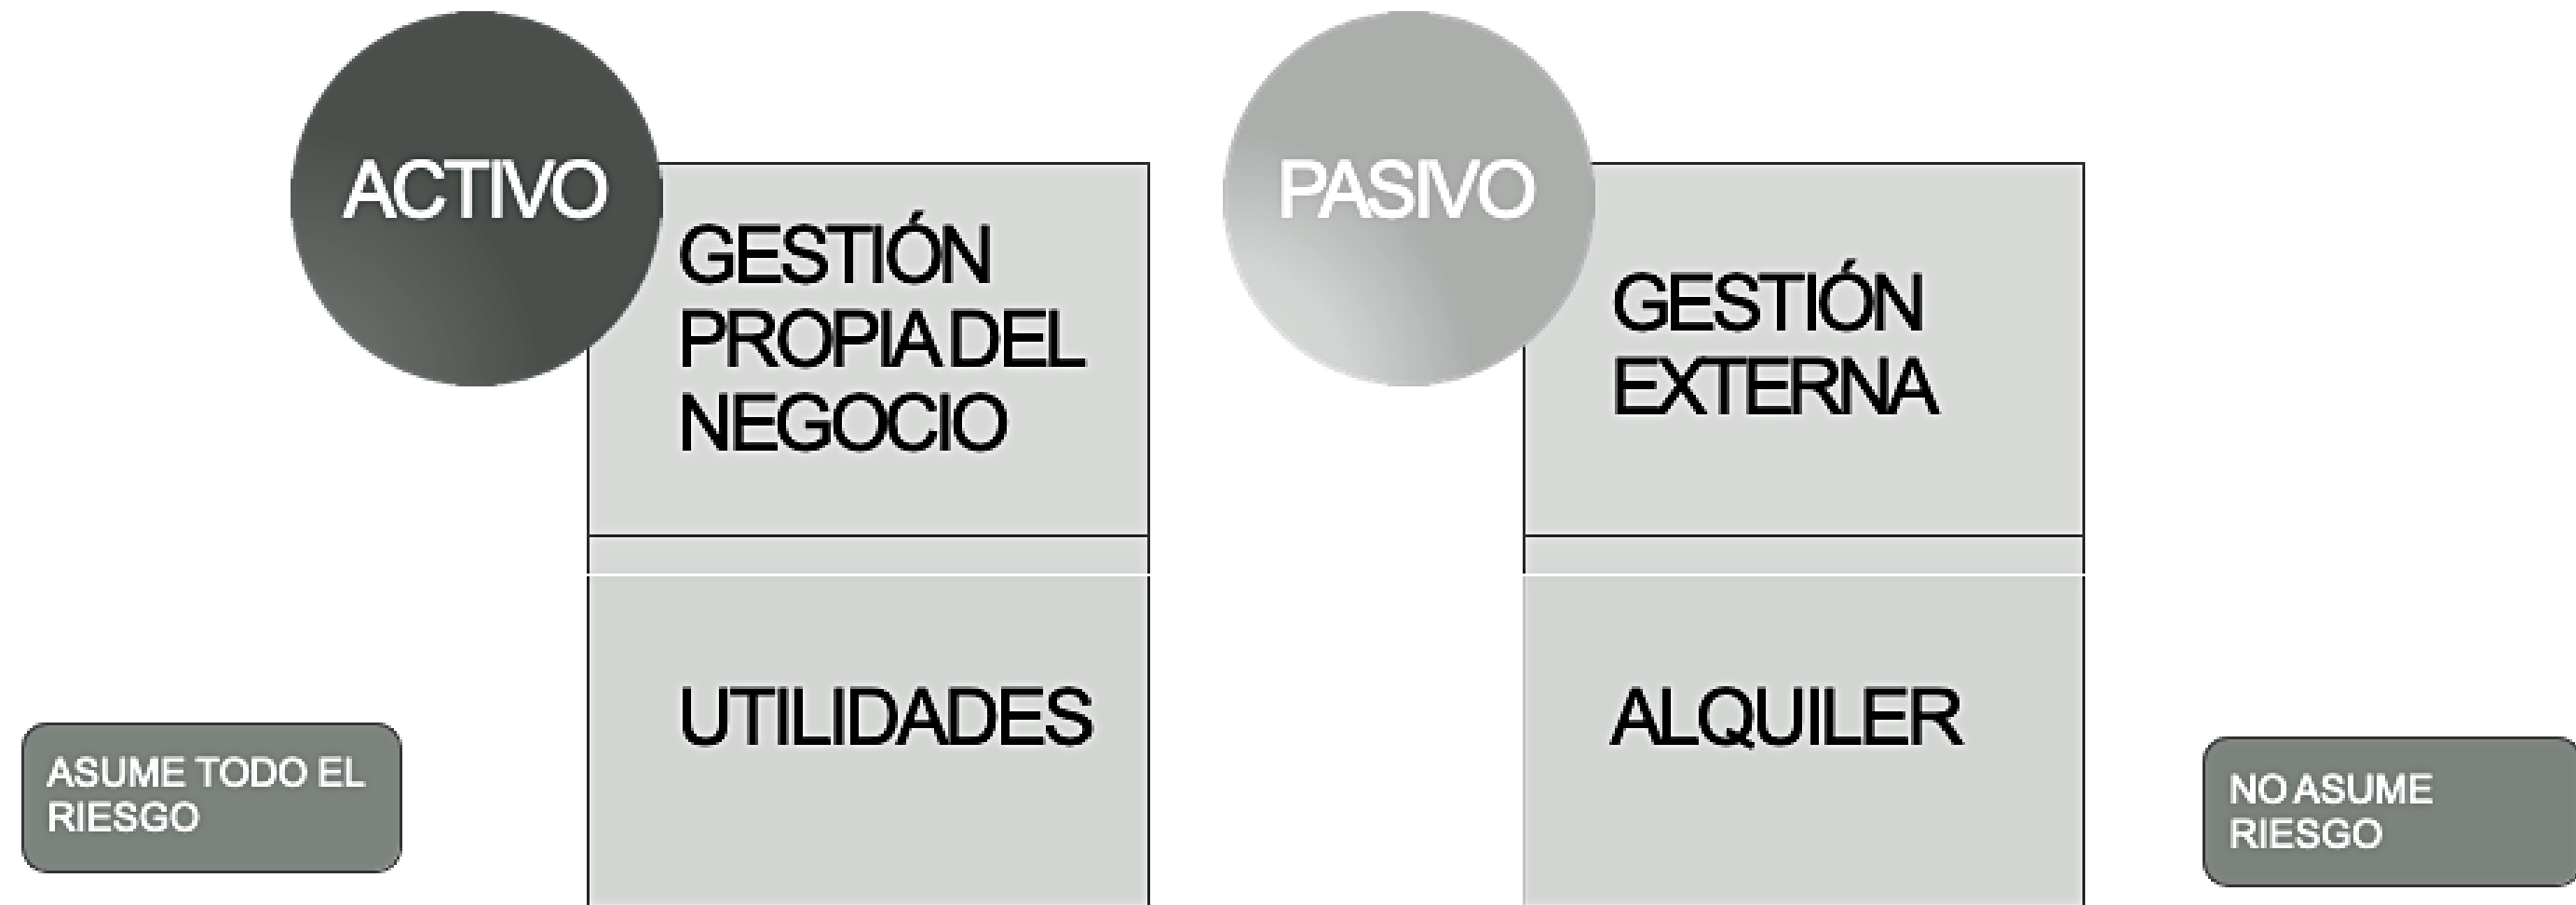 ACTIVO
GESTIÓN
PROPIA DEL
NEGOCIO
UTILIDADES
ASUME TODO EL
RIESGO
PASIVO
GESTIÓN
EXTERNA
ALQUILER
NO ASUME
RIESGO